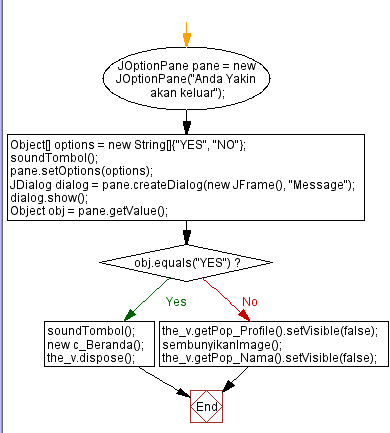 JOptionPane pane = new
JOptionPane("Anda Yakin
akan keluar");
Object[] options = new String[]{"YES", "NO"};
soundTombol();
pane.setOptions(options);
JDialog dialog = pane.createDialog(new JFrame(), "Message");
dialog.show();
Object obj = pane.getValue();
obj.equals("YES") ?
Yes
No
soundTombol();
new c_Beranda();
the_v.dispose();
the_v.getPop_Profile().setVisible(false);
sembunyikanImage();
the_v.getPop_Nama().setVisible(false);
End